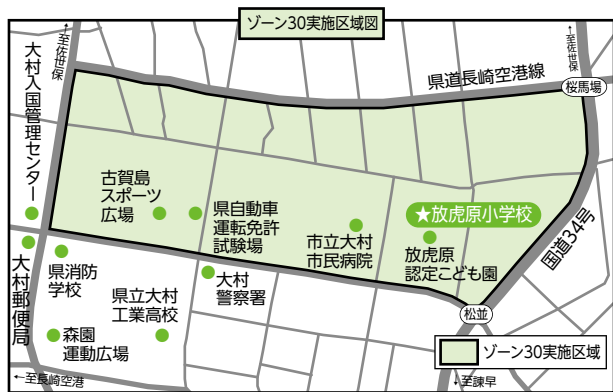 ゾーン30実施区域図
←至佐世保
←至佐世保
県道長崎空港線
桜馬場
大村入国管理センター
古賀島
スポーツ
広場
県自動車
運転免許
試験場
市立大村
市民病院
★放虎原小学校
放虎原
認定こども園
国道34号
大村郵便局
県消防
学校
大村
警察署
県立大村
工業高校
森園
運動広場
松並
ゾーン30実施区域
←至長崎空港
←至諫早